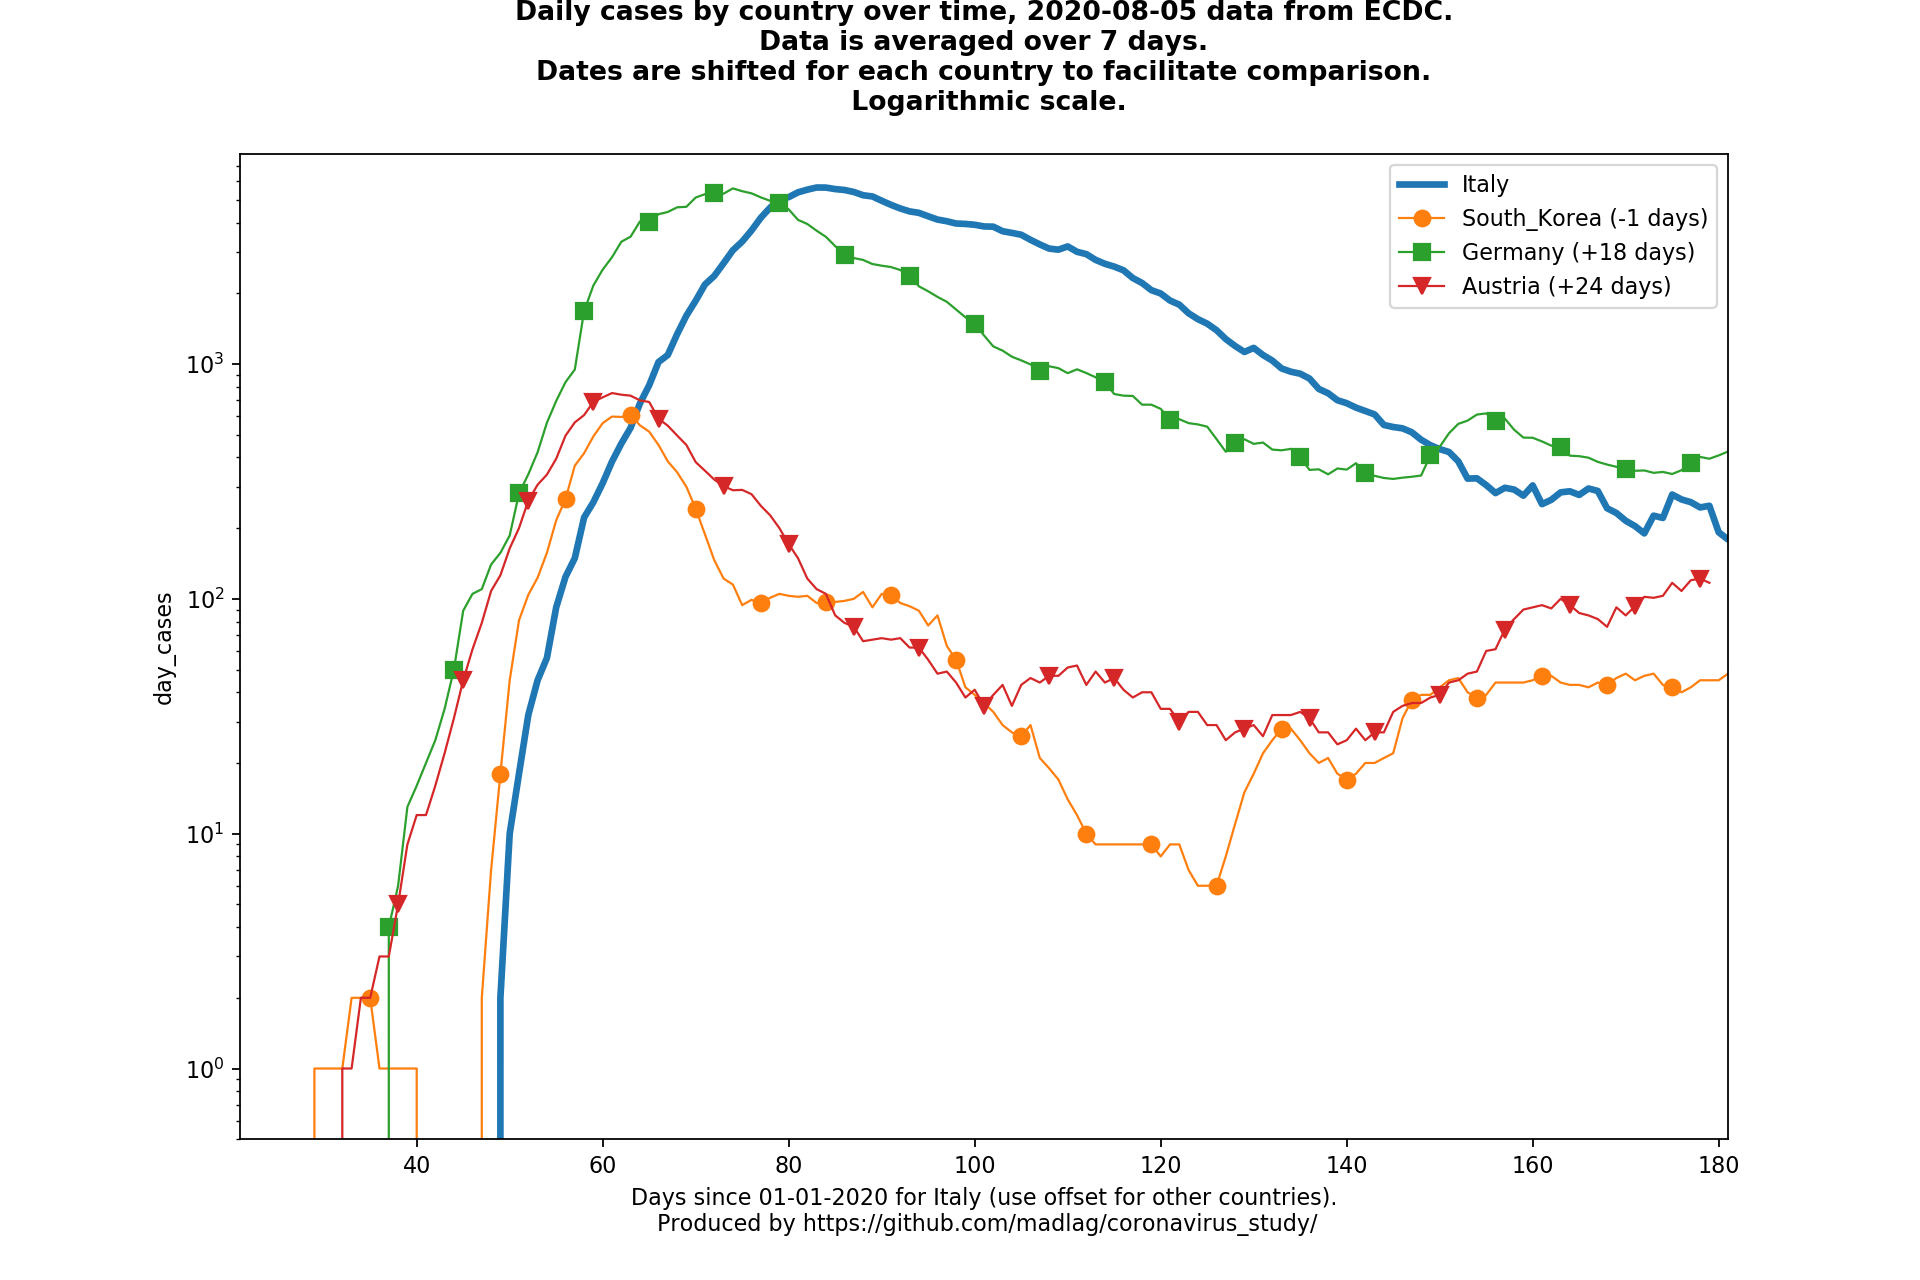 Daily cases by country over time, 2020-08-05 data from ECDC.
Data is averaged over 7 days.
Dates are shifted for each country to facilitate comparison.
Logarithmic scale.
Italy
South_Korea (-1 days)
Germany (+18 days)
Austria (+24 days)
day_cases
10³
10²
10¹
10⁰
40 60 80 100 120 140 160 180
Days since 01-01-2020 for Italy (use offset for other countries).
Produced by https://github.com/madlag/coronavirus_study/